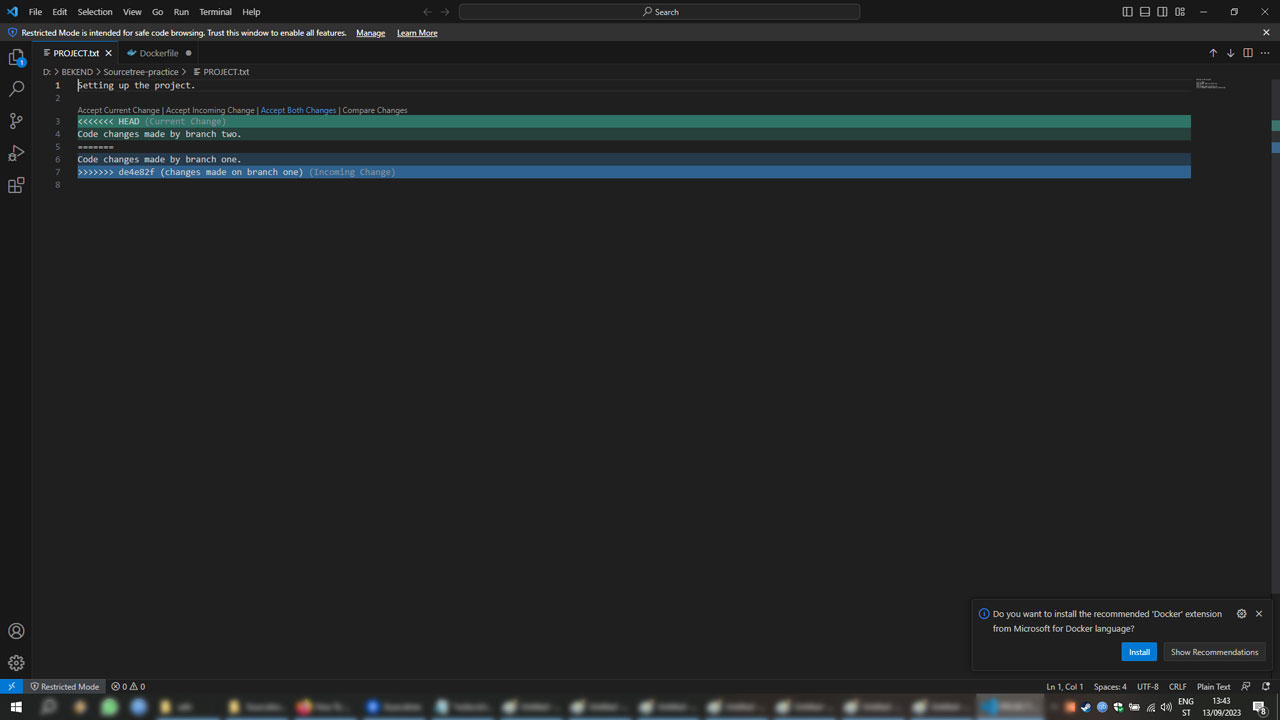 File Edit Selection View Go Run Terminal Help
Search
Restricted Mode is intended for safe code browsing. Trust this window to enable all features. Manage Learn More
1
PROJECT.txt
Dockerfile
D: > BEKEND > Sourcetree-practice > PROJECT.txt
1 Setting up the project.
2
Accept Current Change | Accept Incoming Change | Accept Both Changes | Compare Changes
3 <<<<<<< HEAD (Current Change)
4 Code changes made by branch two.
5 =======
6 Code changes made by branch one.
7 >>>>>>> de4e82f (changes made on branch one) (Incoming Change)
8
Do you want to install the recommended 'Docker' extension
from Microsoft for Docker language?
Install
Show Recommendations
Restricted Mode 0 0 Ln 1, Col 1 Spaces: 4 UTF-8 CRLF Plain Text
ENG 13:43
ST 13/09/2023